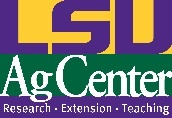 LSU
AgCenter
Research • Extension • Teaching